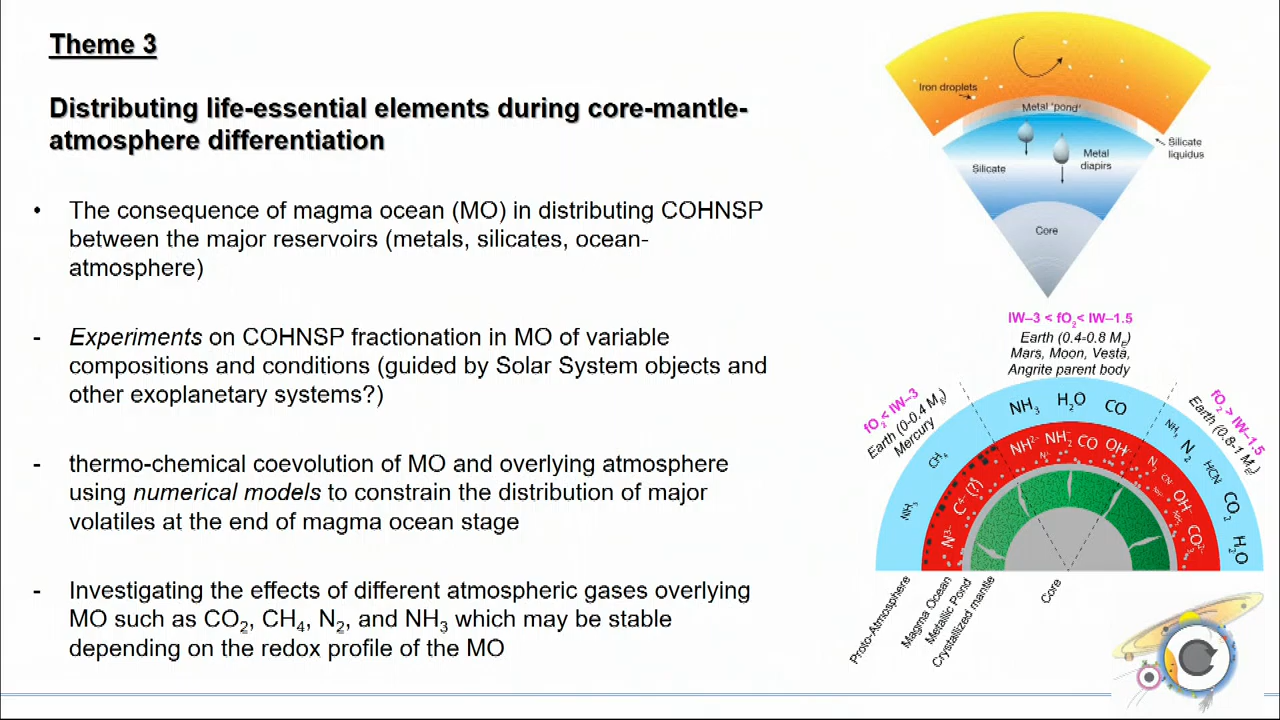 Theme 3
Distributing life-essential elements during core-mantle-
atmosphere differentiation
• The consequence of magma ocean (MO) in distributing COHNSP
between the major reservoirs (metals, silicates, ocean-
atmosphere)
- Experiments on COHNSP fractionation in MO of variable
compositions and conditions (guided by Solar System objects and
other exoplanetary systems?)
- thermo-chemical coevolution of MO and overlying atmosphere
using numerical models to constrain the distribution of major
volatiles at the end of magma ocean stage
- Investigating the effects of different atmospheric gases overlying
MO such as CO₂, CH₄, N₂, and NH₃ which may be stable
depending on the redox profile of the MO
Iron droplets
Metal 'pond'
Silicate
liquidus
Metal
diapirs
Silicate
Core
IW–3 < fO₂< IW–1.5
Earth (0.4-0.8 M_E)
Mars, Moon, Vesta,
Angrite parent body
fO₂< IW–3
Earth (0-0.4 M_E)
Mercury
fO₂ > IW–1.5
Earth (0.8-1 M_E)
NH₃ H₂O CO
CH₄
NH₃
NH₃ N₂ HCN CO₂ H₂O
N³⁻ C⁴⁻(?)
NH²⁻ NH₂⁻ CO OH⁻
N³⁻
N₂ CN⁻ OH⁻ CO₃²⁻
Proto-Atmosphere
Magma Ocean
Metallic Pond
Crystallized mantle
Core